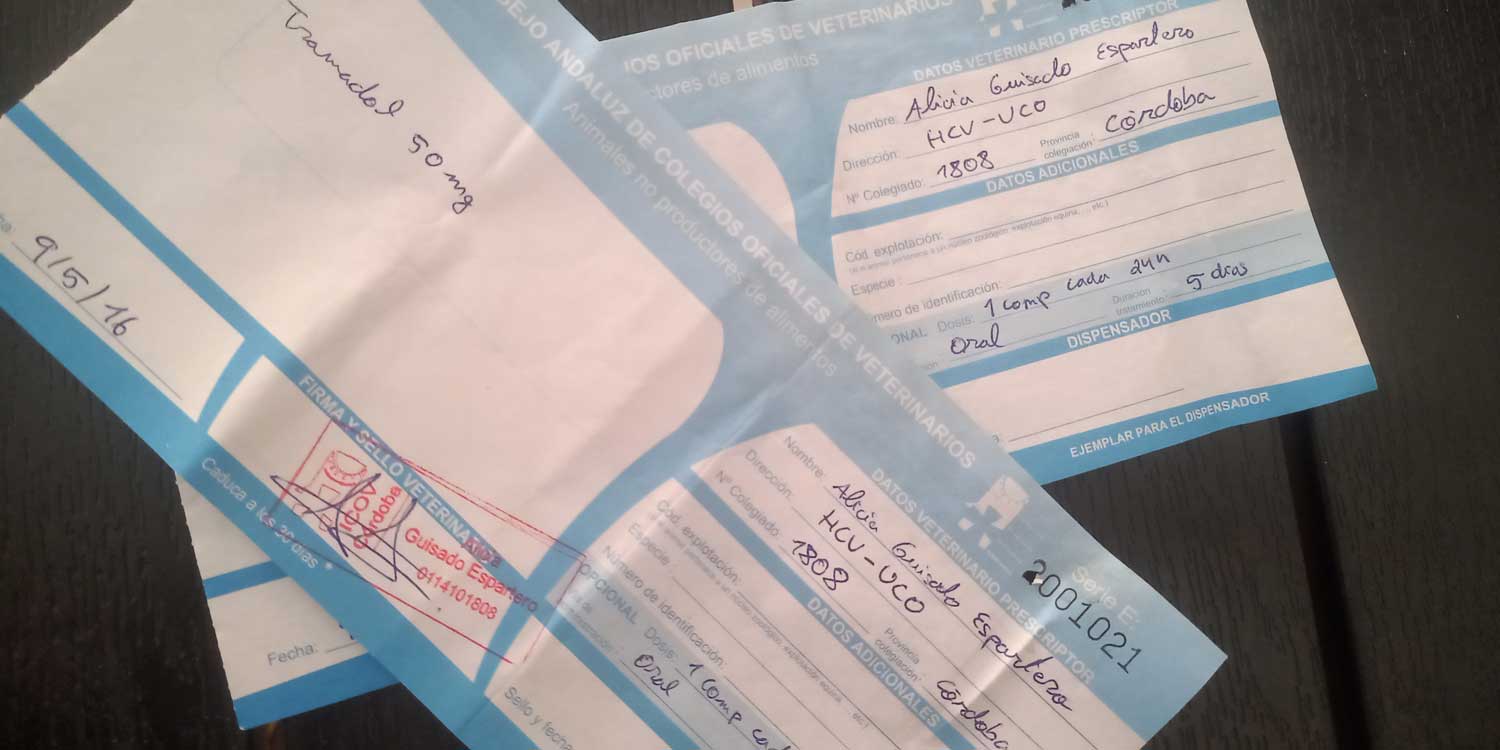 Tramadol 50 mg
9/5/16
FIRMA Y SELLO VETERINARIO
ICOV
Córdoba
Guisado Espartero
0114101808
Caduca a los 30 días *
ANDALUZ DE COLEGIOS OFICIALES DE VETERINARIOS
Animales no productores de alimentos
Serie E:
2001021
DATOS VETERINARIO PRESCRIPTOR
Nombre: Alicia Guisado Espartero
Dirección: HCV-UCO
Nº Colegiado: 1808 Provincia colegiación: Córdoba
DATOS ADICIONALES
Cód. explotación:
Especie:
Número de identificación:
OPCIONAL Dosis: 1 comp
Oral
Sello y fecha
OFICIALES DE VETERINARIOS
de alimentos
DATOS VETERINARIO PRESCRIPTOR
Nombre: Alicia Guisado Espartero
Dirección: HCV-UCO
Nº Colegiado: 1808 Provincia colegiación: Córdoba
DATOS ADICIONALES
Cód. explotación:
Especie:
de identificación:
Dosis: 1 comp cada 24h
Oral Duración tratamiento: 5 días
DISPENSADOR
EJEMPLAR PARA EL DISPENSADOR
Fecha: